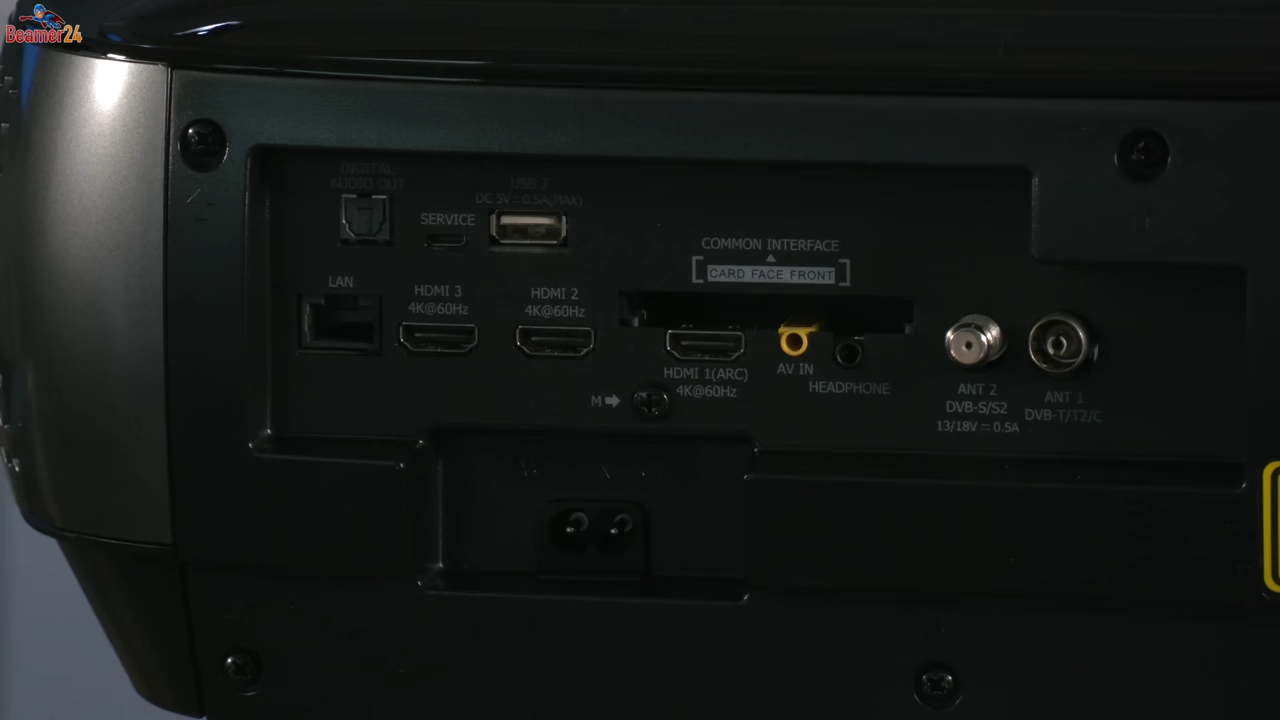 Beamer24
DIGITAL
AUDIO OUT
USB 2
DC 5V⎓0.5A(MAX)
SERVICE
COMMON INTERFACE
CARD FACE FRONT
LAN
HDMI 3
4K@60Hz
HDMI 2
4K@60Hz
HDMI 1(ARC)
4K@60Hz
AV IN
HEADPHONE
M
ANT 2
DVB-S/S2
13/18V⎓0.5A
ANT 1
DVB-T/T2/C